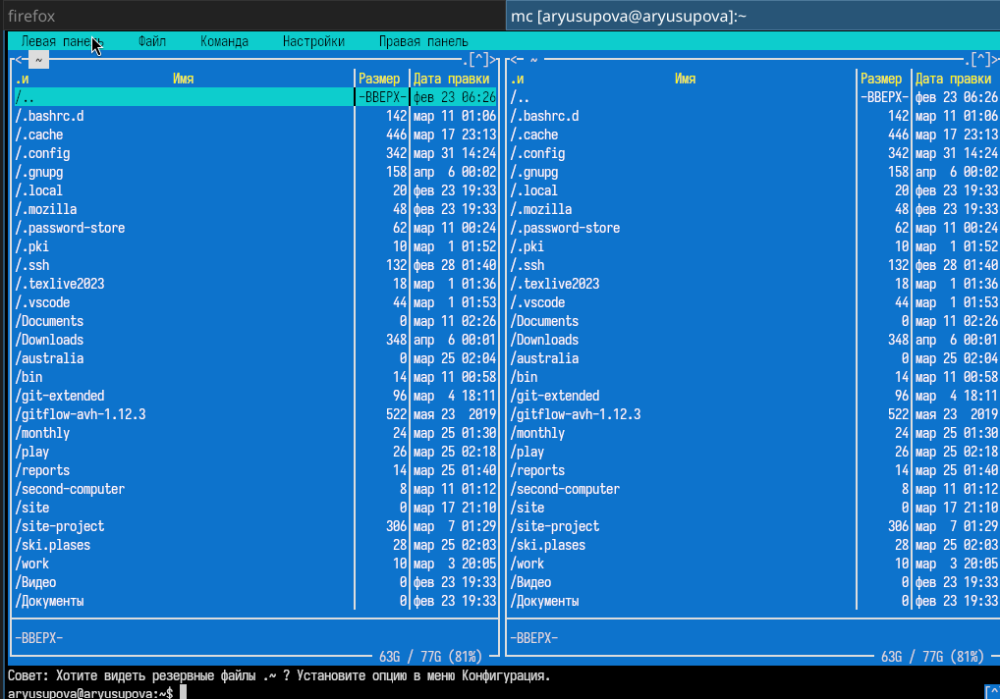 firefox mc [aryusupova@aryusupova]:~
Левая панель Файл Команда Настройки Правая панель
<─ ~ .[^]> <─ ~ .[^]>
.и Имя Размер Дата правки .и Имя Размер Дата правки
/.. -ВВЕРХ- фев 23 06:26 /.. -ВВЕРХ- фев 23 06:26
/.bashrc.d 142 мар 11 01:06 /.bashrc.d 142 мар 11 01:06
/.cache 446 мар 17 23:13 /.cache 446 мар 17 23:13
/.config 342 мар 31 14:24 /.config 342 мар 31 14:24
/.gnupg 158 апр 6 00:02 /.gnupg 158 апр 6 00:02
/.local 20 фев 23 19:33 /.local 20 фев 23 19:33
/.mozilla 48 фев 23 19:33 /.mozilla 48 фев 23 19:33
/.password-store 62 мар 11 00:24 /.password-store 62 мар 11 00:24
/.pki 10 мар 1 01:52 /.pki 10 мар 1 01:52
/.ssh 132 фев 28 01:40 /.ssh 132 фев 28 01:40
/.texlive2023 18 мар 1 01:36 /.texlive2023 18 мар 1 01:36
/.vscode 44 мар 1 01:53 /.vscode 44 мар 1 01:53
/Documents 0 мар 11 02:26 /Documents 0 мар 11 02:26
/Downloads 348 апр 6 00:01 /Downloads 348 апр 6 00:01
/australia 0 мар 25 02:04 /australia 0 мар 25 02:04
/bin 14 мар 11 00:58 /bin 14 мар 11 00:58
/git-extended 96 мар 4 18:11 /git-extended 96 мар 4 18:11
/gitflow-avh-1.12.3 522 мая 23 2019 /gitflow-avh-1.12.3 522 мая 23 2019
/monthly 24 мар 25 01:30 /monthly 24 мар 25 01:30
/play 26 мар 25 02:18 /play 26 мар 25 02:18
/reports 14 мар 25 01:40 /reports 14 мар 25 01:40
/second-computer 8 мар 11 01:12 /second-computer 8 мар 11 01:12
/site 0 мар 17 21:10 /site 0 мар 17 21:10
/site-project 306 мар 7 01:29 /site-project 306 мар 7 01:29
/ski.plases 28 мар 25 02:03 /ski.plases 28 мар 25 02:03
/work 10 мар 3 20:05 /work 10 мар 3 20:05
/Видео 0 фев 23 19:33 /Видео 0 фев 23 19:33
/Документы 0 фев 23 19:33 /Документы 0 фев 23 19:33
-ВВЕРХ- -ВВЕРХ-
63G / 77G (81%) 63G / 77G (81%)
Совет: Хотите видеть резервные файлы .~ ? Установите опцию в меню Конфигурация.
aryusupova@aryusupova:~$ [^